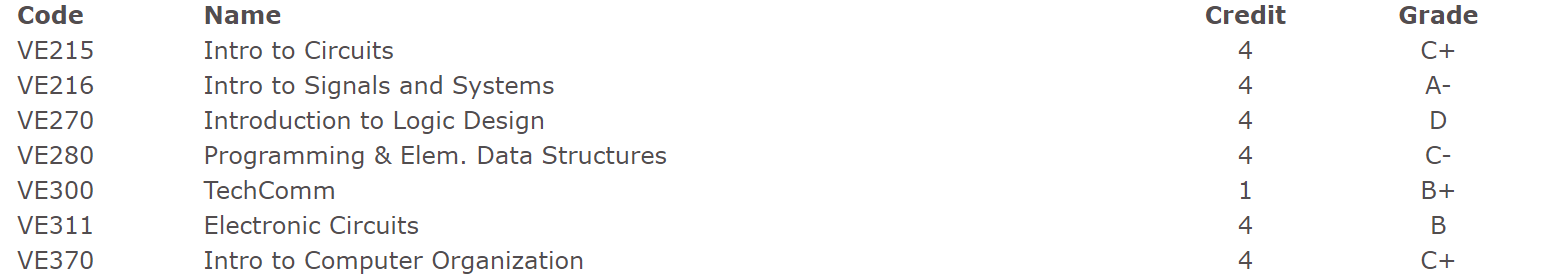 Code Name Credit Grade
VE215 Intro to Circuits 4 C+
VE216 Intro to Signals and Systems 4 A-
VE270 Introduction to Logic Design 4 D
VE280 Programming & Elem. Data Structures 4 C-
VE300 TechComm 1 B+
VE311 Electronic Circuits 4 B
VE370 Intro to Computer Organization 4 C+